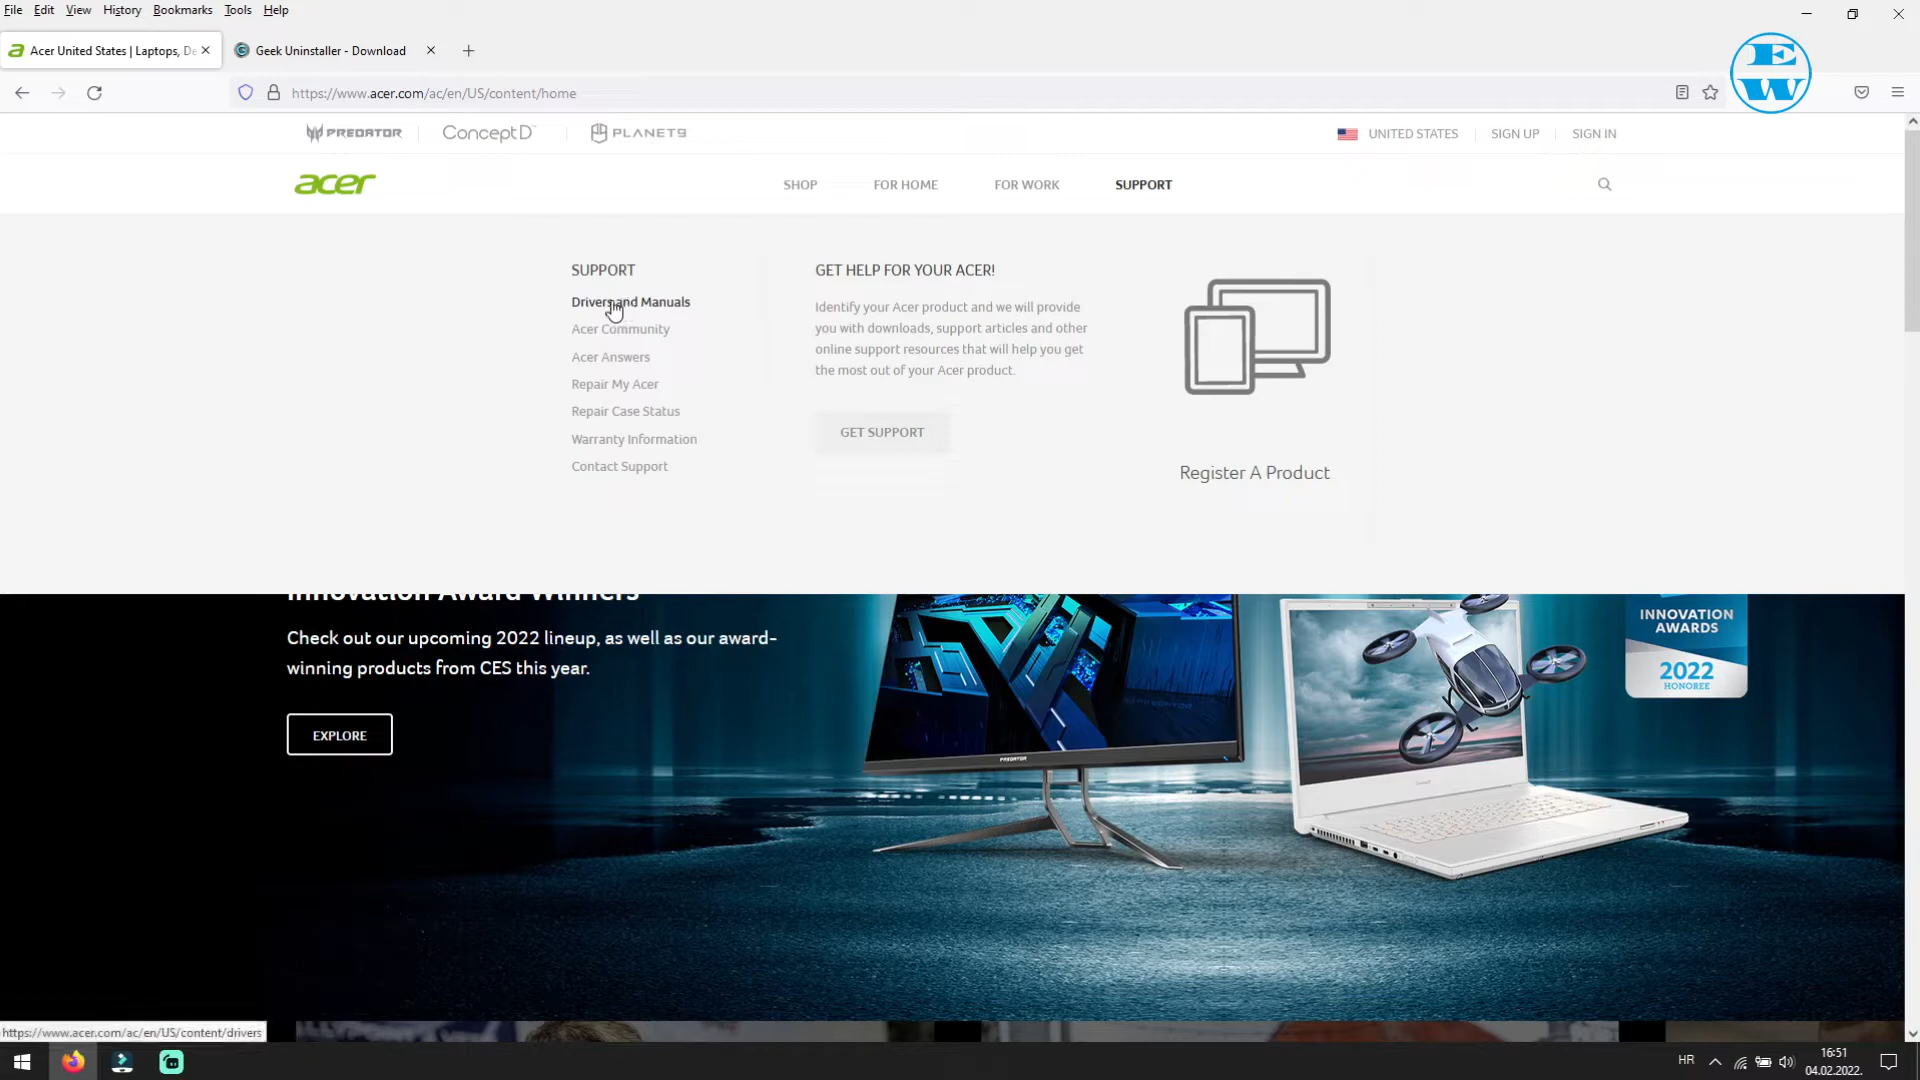 File Edit View History Bookmarks Tools Help
Acer United States | Laptops, De
Geek Uninstaller - Download
https://www.acer.com/ac/en/US/content/home
EW
PREDATOR
ConceptD
PLANET9
UNITED STATES
SIGN UP
SIGN IN
acer
SHOP
FOR HOME
FOR WORK
SUPPORT
SUPPORT
Drivers and Manuals
Acer Community
Acer Answers
Repair My Acer
Repair Case Status
Warranty Information
Contact Support
GET HELP FOR YOUR ACER!
Identify your Acer product and we will provide
you with downloads, support articles and other
online support resources that will help you get
the most out of your Acer product.
GET SUPPORT
Register A Product
Innovation Award Winners
Check out our upcoming 2022 lineup, as well as our award-
winning products from CES this year.
EXPLORE
PREDATOR
INNOVATION
AWARDS
2022
HONOREE
https://www.acer.com/ac/en/US/content/drivers
HR
16:51
04.02.2022.